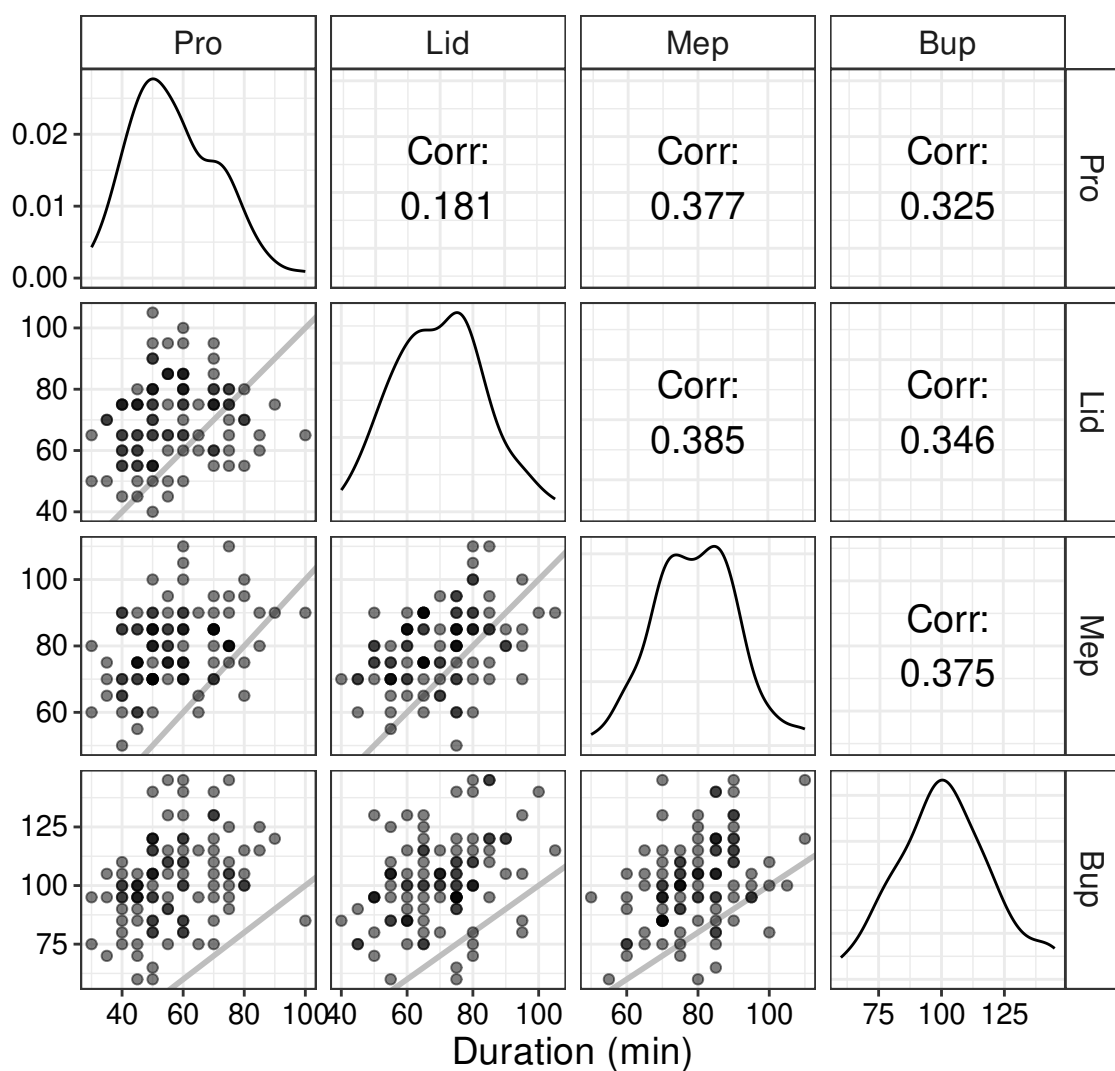 Pro Lid Mep Bup
0.02
0.01
0.00
Corr:
0.181
Corr:
0.377
Corr:
0.325
Pro
100
80
60
40
Corr:
0.385
Corr:
0.346
Lid
100
80
60
Corr:
0.375
Mep
125
100
75
Bup
40 60 80 100 40 60 80 100 60 80 100 75 100 125
Duration (min)